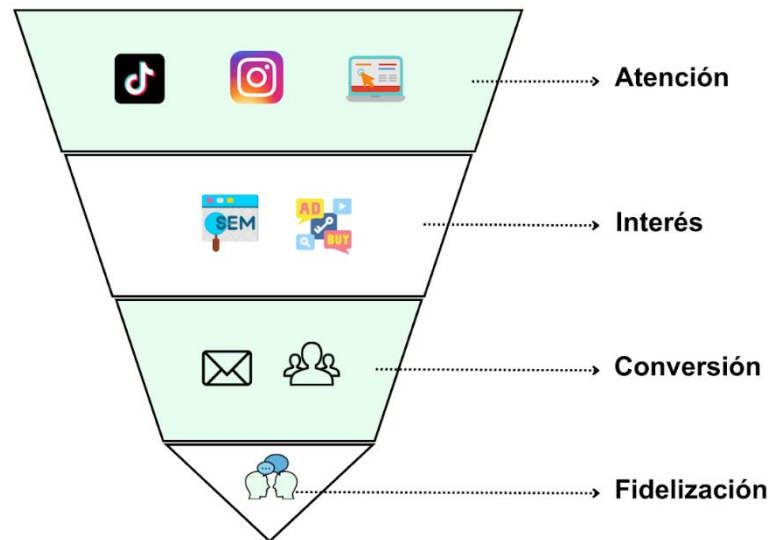 Atención
SEM
AD
BUY
Interés
Conversión
Fidelización